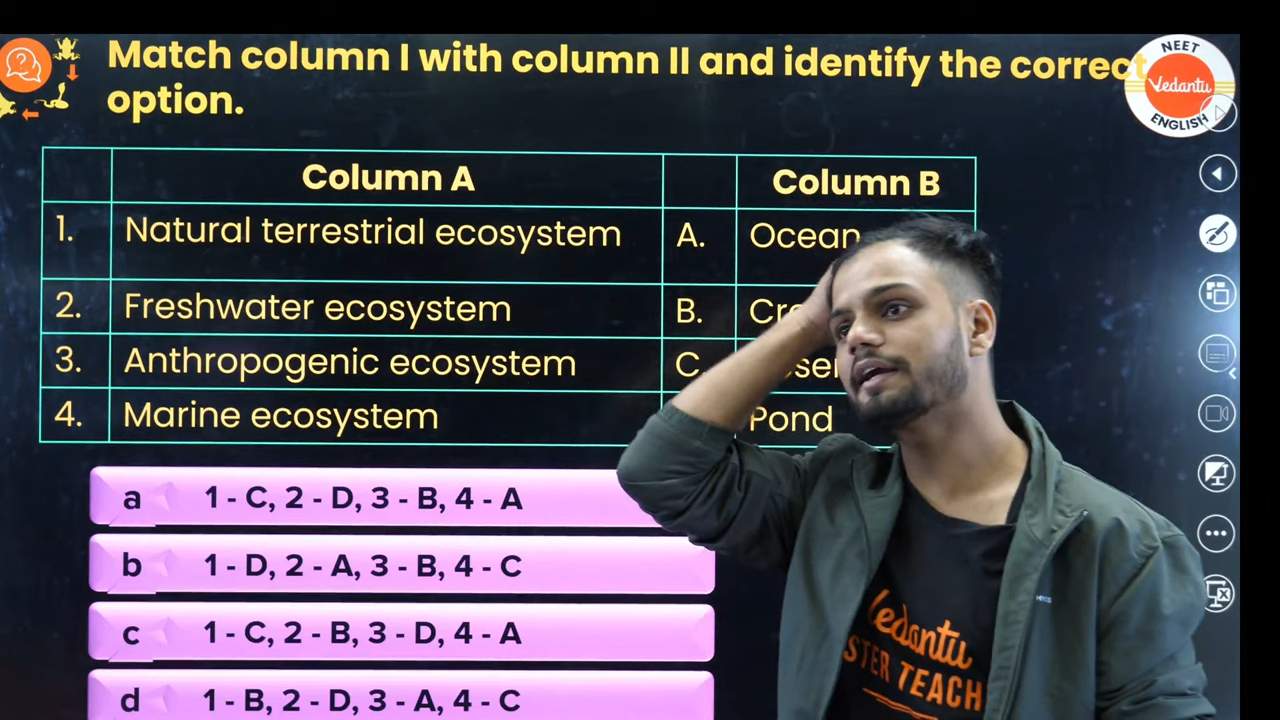 Match column I with column II and identify the correct
option.
NEET
Vedantu
ENGLISH
Column A
Column B
1. Natural terrestrial ecosystem A. Ocean
2. Freshwater ecosystem B.
3. Anthropogenic ecosystem C.
4. Marine ecosystem Pond
a 1 - C, 2 - D, 3 - B, 4 - A
b 1 - D, 2 - A, 3 - B, 4 - C
c 1 - C, 2 - B, 3 - D, 4 - A
d 1 - B, 2 - D, 3 - A, 4 - C
Vedantu